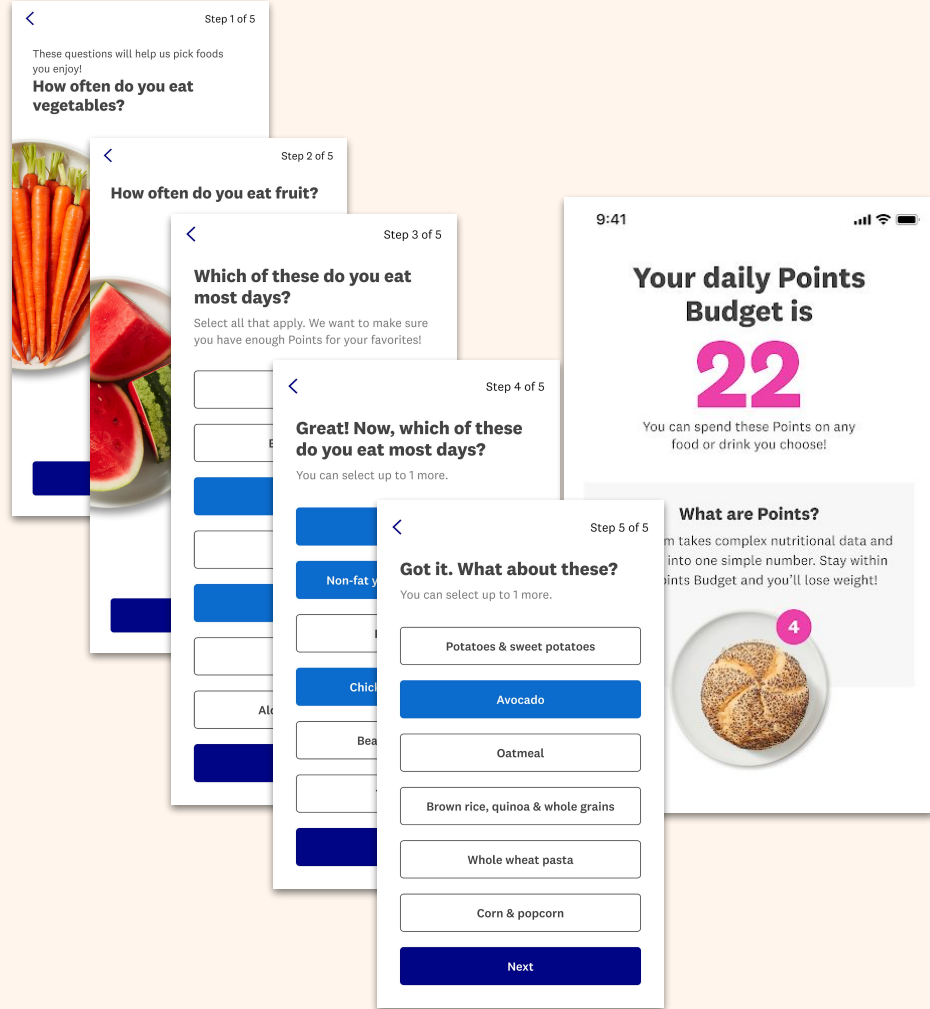 Step 1 of 5
These questions will help us pick foods
you enjoy!
How often do you eat
vegetables?
Step 2 of 5
How often do you eat fruit?
Step 3 of 5
Which of these do you eat
most days?
Select all that apply. We want to make sure
you have enough Points for your favorites!
Step 4 of 5
Great! Now, which of these
do you eat most days?
You can select up to 1 more.
Non-fat
Step 5 of 5
Got it. What about these?
You can select up to 1 more.
Potatoes & sweet potatoes
Avocado
Oatmeal
Brown rice, quinoa & whole grains
Whole wheat pasta
Corn & popcorn
Next
9:41
Your daily Points
Budget is
22
You can spend these Points on any
food or drink you choose!
What are Points?
takes complex nutritional data and
into one simple number. Stay within
Budget and you’ll lose weight!
4